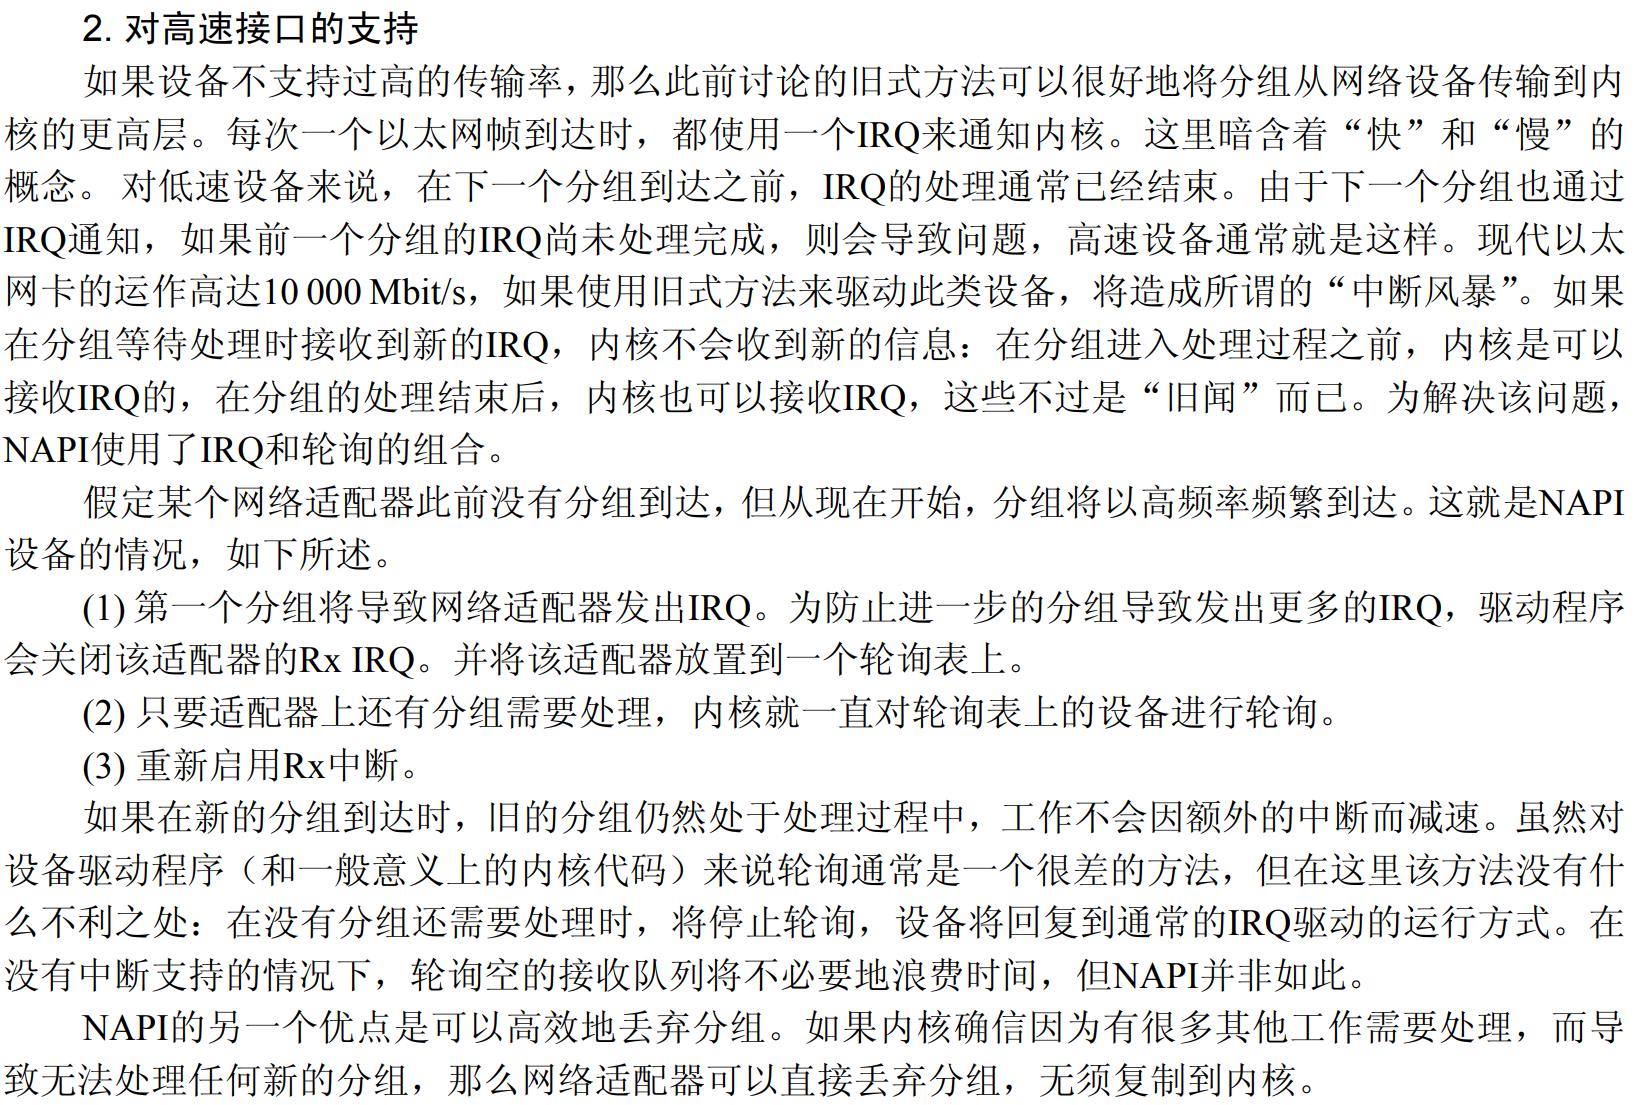 2. 对高速接口的支持
如果设备不支持过高的传输率，那么此前讨论的旧式方法可以很好地将分组从网络设备传输到内
核的更高层。每次一个以太网帧到达时，都使用一个IRQ来通知内核。这里暗含着“快”和“慢”的
概念。 对低速设备来说，在下一个分组到达之前，IRQ的处理通常已经结束。由于下一个分组也通过
IRQ通知，如果前一个分组的IRQ尚未处理完成，则会导致问题，高速设备通常就是这样。现代以太
网卡的运作高达10 000 Mbit/s，如果使用旧式方法来驱动此类设备，将造成所谓的“中断风暴”。如果
在分组等待处理时接收到新的IRQ，内核不会收到新的信息：在分组进入处理过程之前，内核是可以
接收IRQ的，在分组的处理结束后，内核也可以接收IRQ，这些不过是“旧闻”而已。为解决该问题，
NAPI使用了IRQ和轮询的组合。
假定某个网络适配器此前没有分组到达，但从现在开始，分组将以高频率频繁到达。这就是NAPI
设备的情况，如下所述。
(1) 第一个分组将导致网络适配器发出IRQ。为防止进一步的分组导致发出更多的IRQ，驱动程序
会关闭该适配器的Rx IRQ。并将该适配器放置到一个轮询表上。
(2) 只要适配器上还有分组需要处理，内核就一直对轮询表上的设备进行轮询。
(3) 重新启用Rx中断。
如果在新的分组到达时，旧的分组仍然处于处理过程中，工作不会因额外的中断而减速。虽然对
设备驱动程序（和一般意义上的内核代码）来说轮询通常是一个很差的方法，但在这里该方法没有什
么不利之处：在没有分组还需要处理时，将停止轮询，设备将回复到通常的IRQ驱动的运行方式。在
没有中断支持的情况下，轮询空的接收队列将不必要地浪费时间，但NAPI并非如此。
NAPI的另一个优点是可以高效地丢弃分组。如果内核确信因为有很多其他工作需要处理，而导
致无法处理任何新的分组，那么网络适配器可以直接丢弃分组，无须复制到内核。